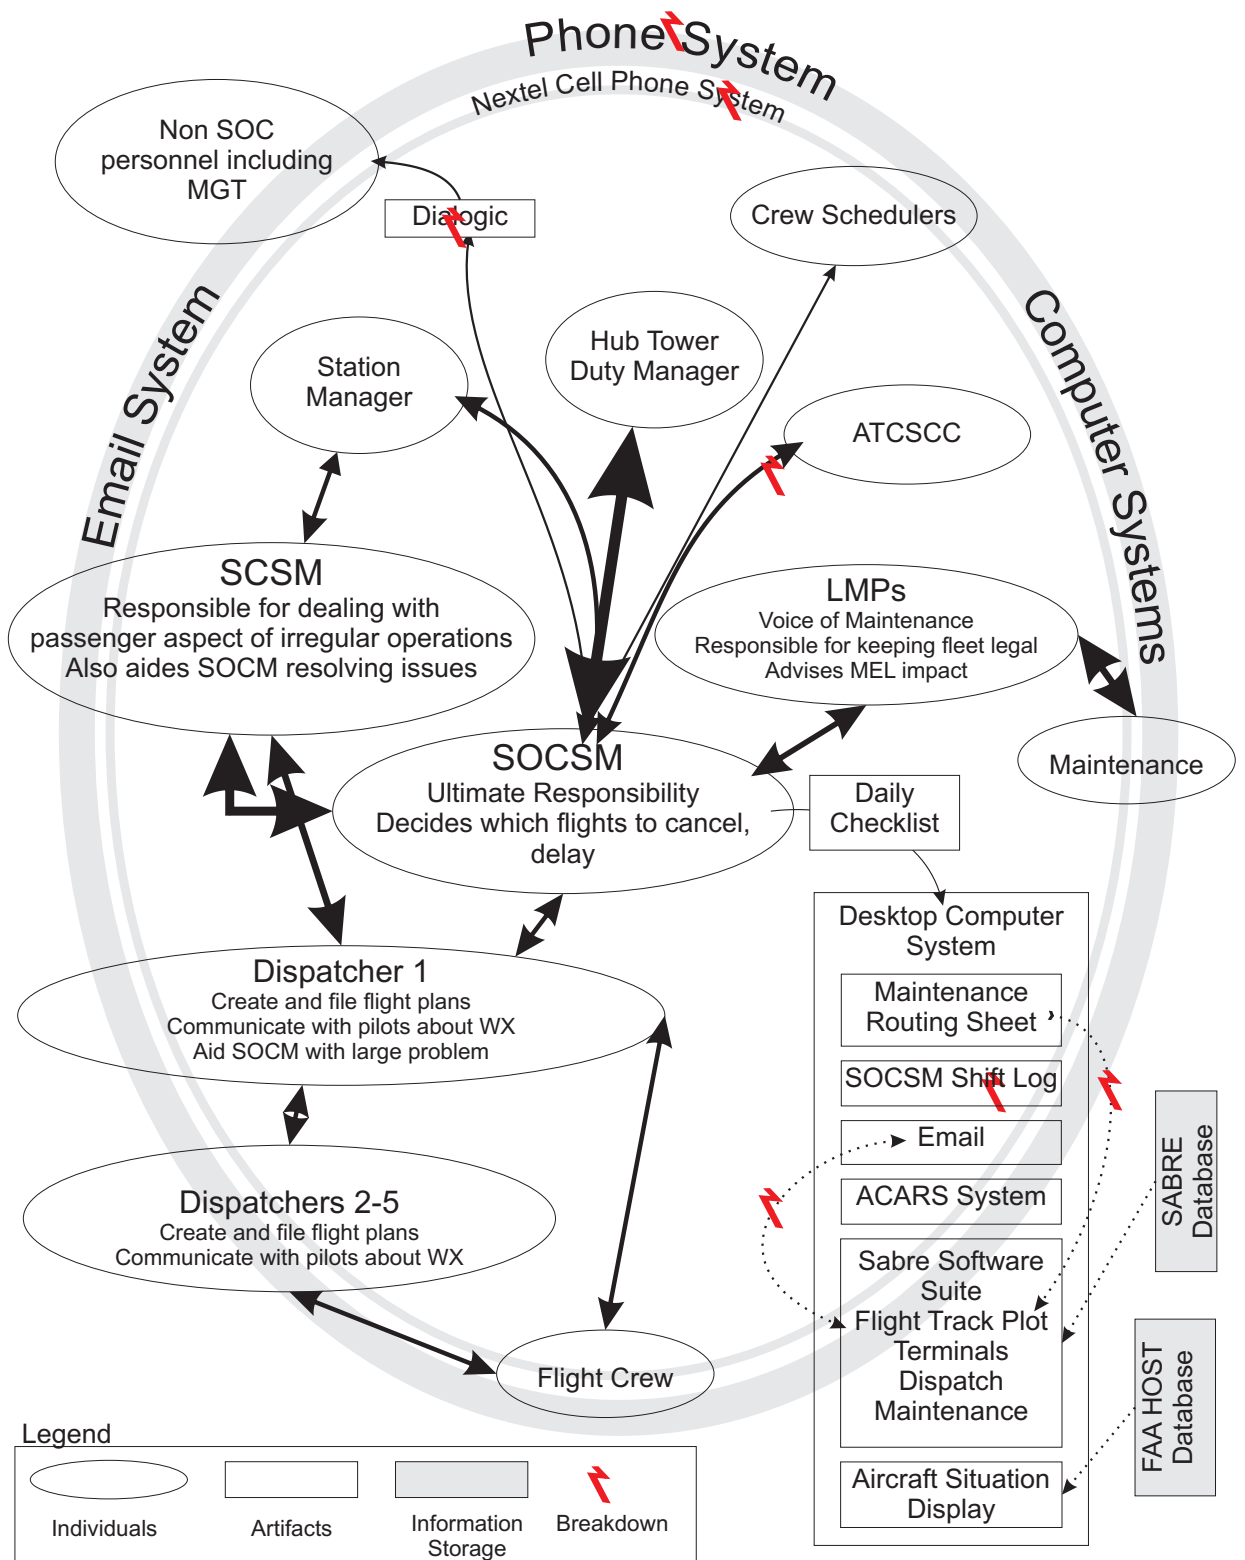 Phone System
Nextel Cell Phone System
Email System
Computer Systems
Non SOC
personnel including
MGT
Dialogic
Crew Schedulers
Station
Manager
Hub Tower
Duty Manager
ATCSCC
SCSM
Responsible for dealing with
passenger aspect of irregular operations
Also aides SOCM resolving issues
LMPs
Voice of Maintenance
Responsible for keeping fleet legal
Advises MEL impact
Maintenance
SOCSM
Ultimate Responsibility
Decides which flights to cancel,
delay
Daily
Checklist
Desktop Computer
System
Maintenance
Routing Sheet
SOCSM Shift Log
Email
ACARS System
Sabre Software
Suite
Flight Track Plot
Terminals
Dispatch
Maintenance
Aircraft Situation
Display
SABRE
Database
FAA HOST
Database
Dispatcher 1
Create and file flight plans
Communicate with pilots about WX
Aid SOCM with large problem
Dispatchers 2-5
Create and file flight plans
Communicate with pilots about WX
Flight Crew
Legend
Individuals
Artifacts
Information
Storage
Breakdown